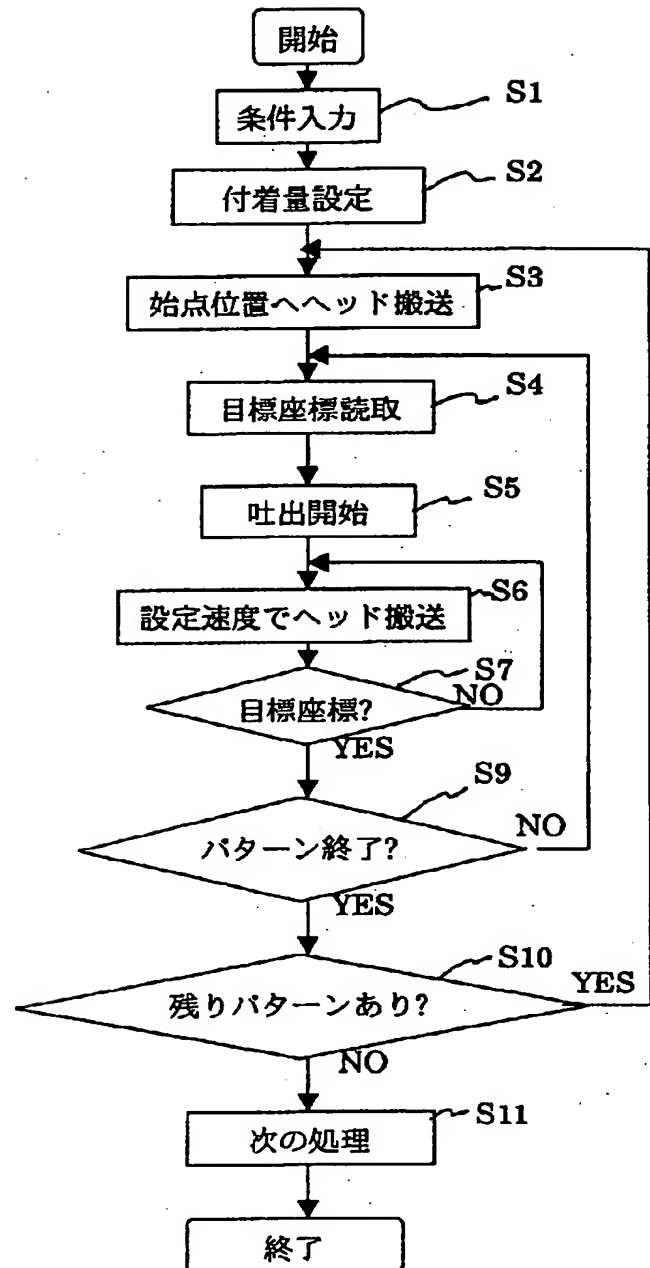 開始
条件入力
S1
付着量設定
S2
始点位置へヘッド搬送
S3
目標座標読取
S4
吐出開始
S5
設定速度でヘッド搬送
S6
目標座標?
S7
NO
YES
パターン終了?
S9
NO
YES
残りパターンあり?
S10
YES
NO
次の処理
S11
終了